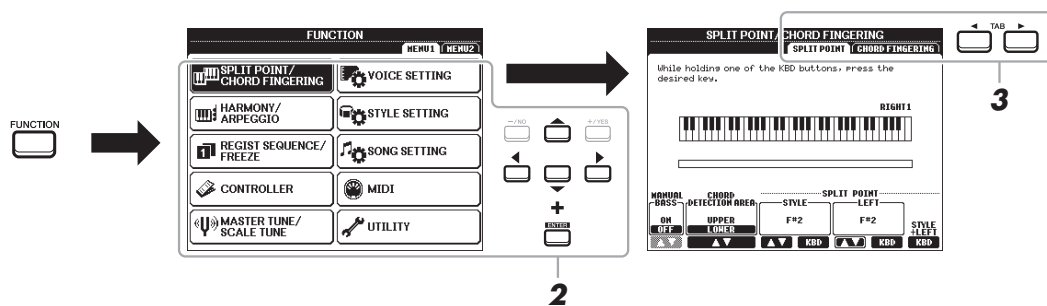 FUNCTION
FUNCTION
MENU1
MENU2
SPLIT POINT/
CHORD FINGERING
VOICE SETTING
HARMONY/
ARPEGGIO
STYLE SETTING
REGIST SEQUENCE/
FREEZE
SONG SETTING
1
CONTROLLER
MIDI
MASTER TUNE/
SCALE TUNE
UTILITY
–/NO
+/YES
+
ENTER
2
SPLIT POINT/CHORD FINGERING
SPLIT POINT
CHORD FINGERING
While holding one of the KBD buttons, press the
desired key.
RIGHT1
MANUAL
BASS
CHORD
DETECTION AREA
SPLIT POINT
STYLE
LEFT
ON
OFF
UPPER
LOWER
F#2
F#2
STYLE
+LEFT
KBD
KBD
KBD
TAB
3